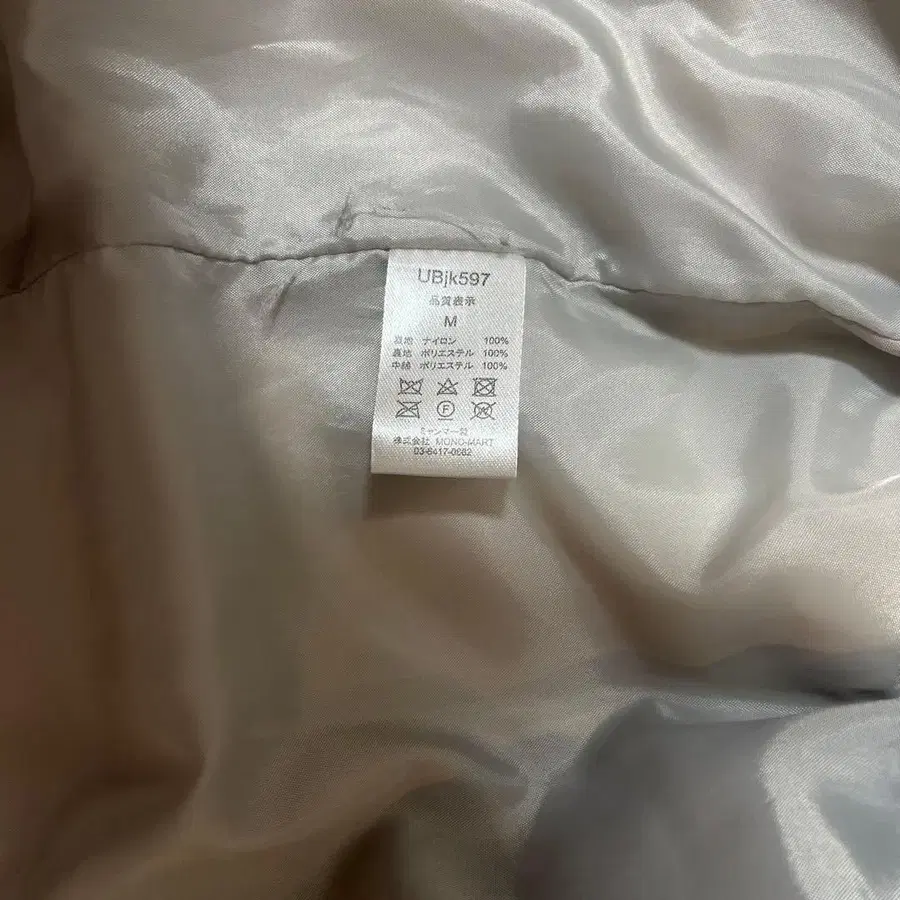 UBjk597
品質表示
M
表地 ナイロン 100%
裏地 ポリエステル 100%
中綿 ポリエステル 100%
F
W
ミャンマー製
株式会社 MONO-MART
03-6417-0682